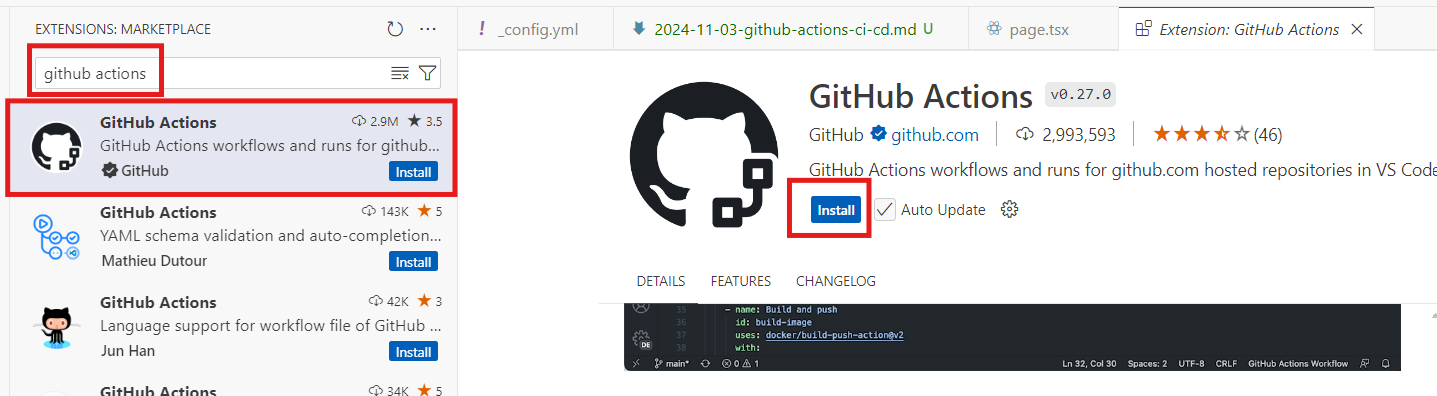 EXTENSIONS: MARKETPLACE
github actions
GitHub Actions 2.9M ★ 3.5
GitHub Actions workflows and runs for github...
GitHub Install
GitHub Actions 143K ★ 5
YAML schema validation and auto-completion...
Mathieu Dutour Install
GitHub Actions 42K ★ 3
Language support for workflow file of GitHub ...
Jun Han Install
GitHub Actions 34K ★ 5
! _config.yml
2024-11-03-github-actions-ci-cd.md U
page.tsx
Extension: GitHub Actions
GitHub Actions v0.27.0
GitHub github.com 2,993,593 (46)
GitHub Actions workflows and runs for github.com hosted repositories in VS Code
Install Auto Update
DETAILS FEATURES CHANGELOG
35 - name: Build and push
36 id: build-image
37 uses: docker/build-push-action@v2
38 with:
DE
main* 0 1 Ln 32, Col 30 Spaces: 2 UTF-8 CRLF GitHub Actions Workflow